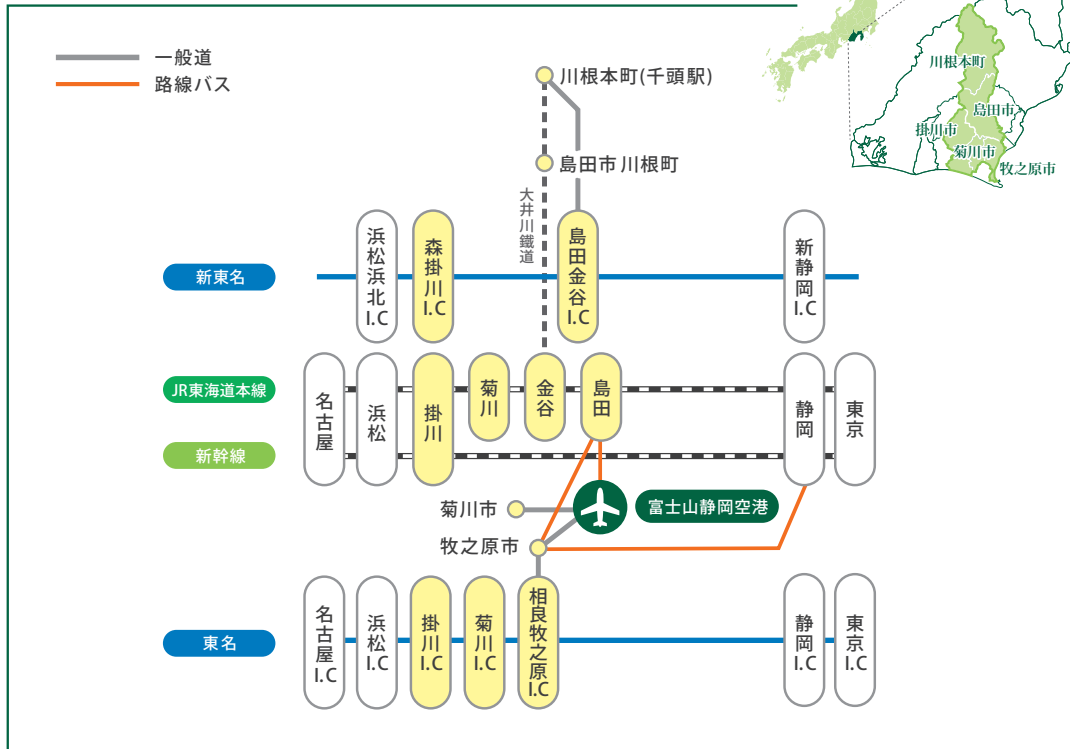 一般道
路線バス
川根本町(千頭駅)
島田市 川根町
大井川鐵道
川根本町
島田市
掛川市
菊川市
牧之原市
新東名
浜松浜北I.C
森掛川I.C
島田金谷I.C
新静岡I.C
JR東海道本線
新幹線
名古屋
浜松
掛川
菊川
金谷
島田
静岡
東京
富士山静岡空港
菊川市
牧之原市
東名
名古屋I.C
浜松I.C
掛川I.C
菊川I.C
相良牧之原I.C
静岡I.C
東京I.C